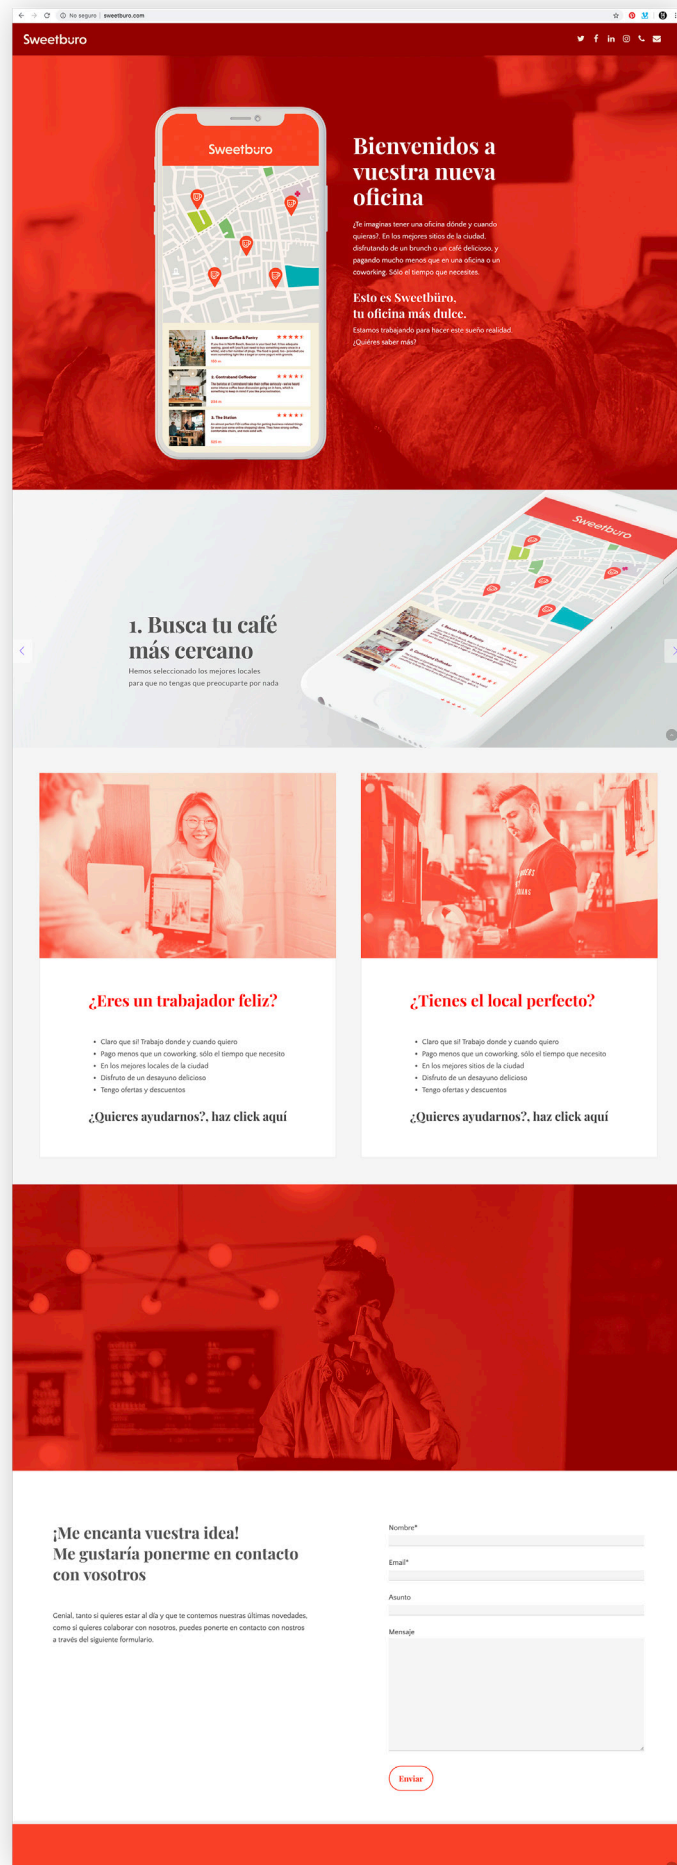 No seguro | sweetburo.com
Sweetburo
Sweetburo
1. Beacon Coffee & Pantry
2. Contraband Coffeebar
3. The Station
Bienvenidos a
vuestra nueva
oficina
¿Te imaginas tener una oficina dónde y cuando
quieras?. En los mejores sitios de la ciudad,
disfrutando de un brunch o un café delicioso, y
pagando mucho menos que en una oficina o un
coworking. Sólo el tiempo que necesites.
Esto es Sweetbüro,
tu oficina más dulce.
Estamos trabajando para hacer este sueño realidad.
¿Quiéres saber más?
1. Busca tu café
más cercano
Hemos seleccionado los mejores locales
para que no tengas que preocuparte por nada
Sweetburo
¿Eres un trabajador feliz?
• Claro que sí! Trabajo donde y cuando quiero
• Pago menos que un coworking, sólo el tiempo que necesito
• En los mejores locales de la ciudad
• Disfruto de un desayuno delicioso
• Tengo ofertas y descuentos
¿Quieres ayudarnos?, haz click aquí
¿Tienes el local perfecto?
• Claro que sí! Trabajo donde y cuando quiero
• Pago menos que un coworking, sólo el tiempo que necesito
• En los mejores sitios de la ciudad
• Disfruto de un desayuno delicioso
• Tengo ofertas y descuentos
¿Quieres ayudarnos?, haz click aquí
¡Me encanta vuestra idea!
Me gustaría ponerme en contacto
con vosotros
Genial, tanto si quieres estar al día y que te contemos nuestras últimas novedades,
como si quieres colaborar con nosotros, puedes ponerte en contacto con nostros
a través del siguiente formulario.
Nombre*
Email*
Asunto
Mensaje
Enviar